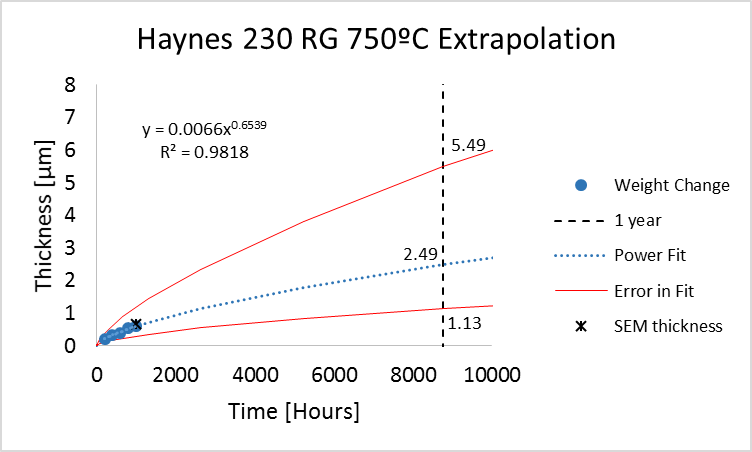 Haynes 230 RG 750ºC Extrapolation
Thickness [µm]
8
7
6
5
4
3
2
1
0
y = 0.0066x^0.6539
R² = 0.9818
5.49
2.49
1.13
0
2000
4000
6000
8000
10000
Time [Hours]
Weight Change
1 year
Power Fit
Error in Fit
SEM thickness